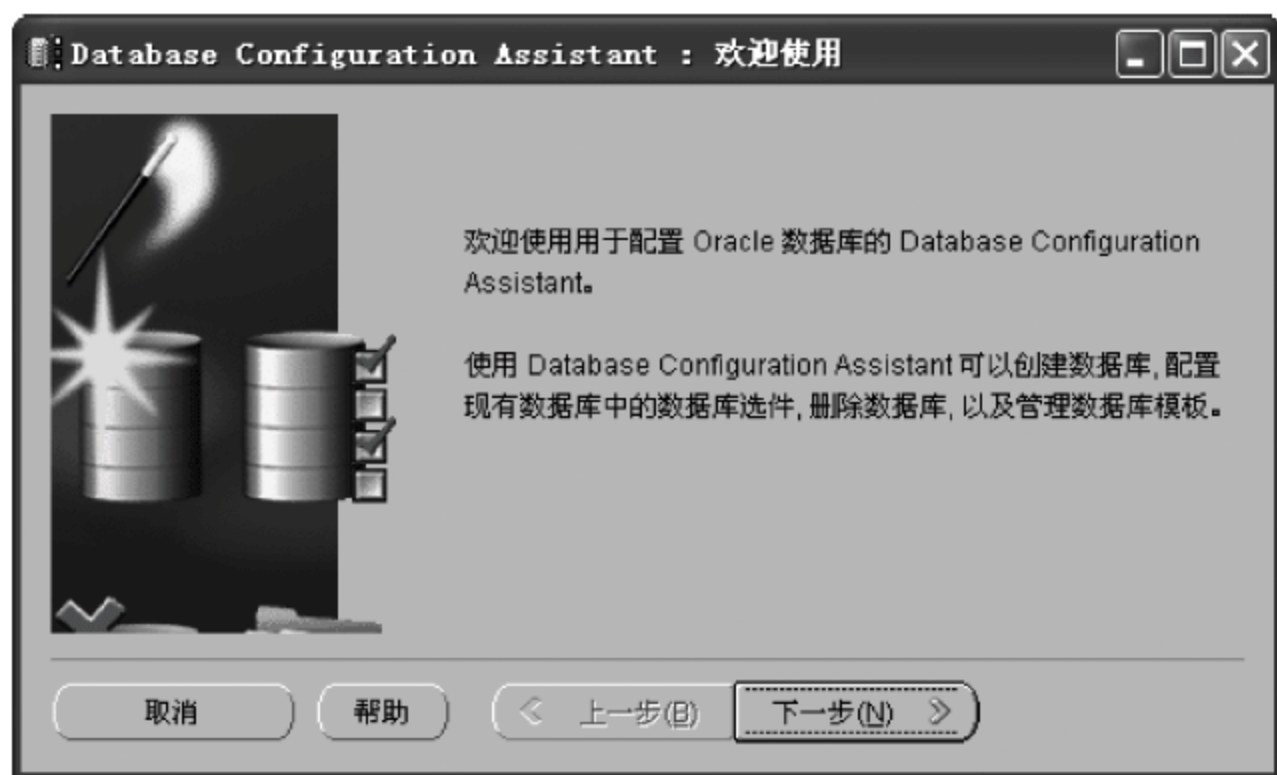 Database Configuration Assistant : 欢迎使用
欢迎使用用于配置 Oracle 数据库的 Database Configuration
Assistant。
使用 Database Configuration Assistant 可以创建数据库, 配置
现有数据库中的数据库选件, 删除数据库, 以及管理数据库模板。
取消
帮助
上一步(B)
下一步(N)